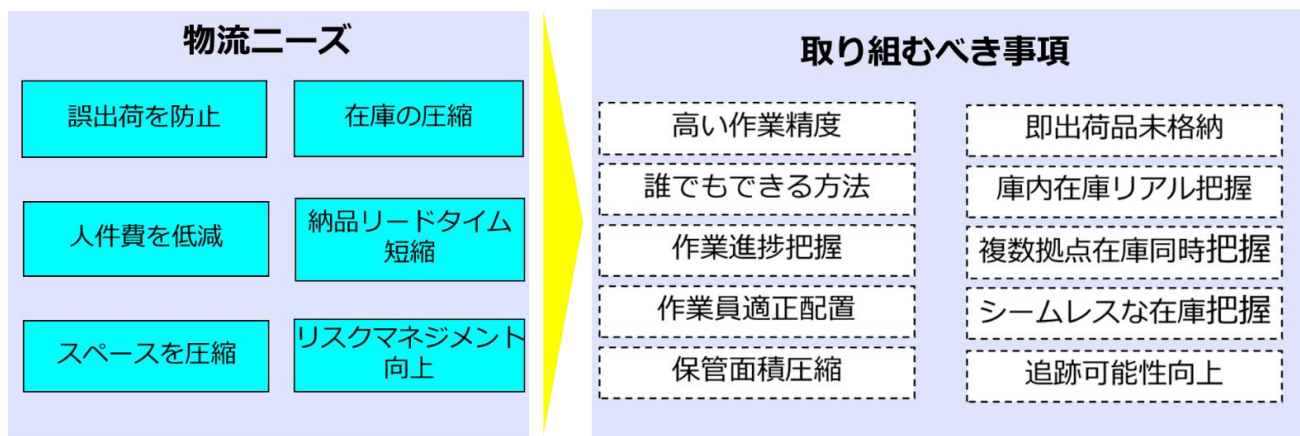 物流ニーズ
誤出荷を防止
在庫の圧縮
人件費を低減
納品リードタイム
短縮
スペースを圧縮
リスクマネジメント
向上
取り組むべき事項
高い作業精度
誰でもできる方法
作業進捗把握
作業員適正配置
保管面積圧縮
即出荷品未格納
庫内在庫リアル把握
複数拠点在庫同時把握
シームレスな在庫把握
追跡可能性向上